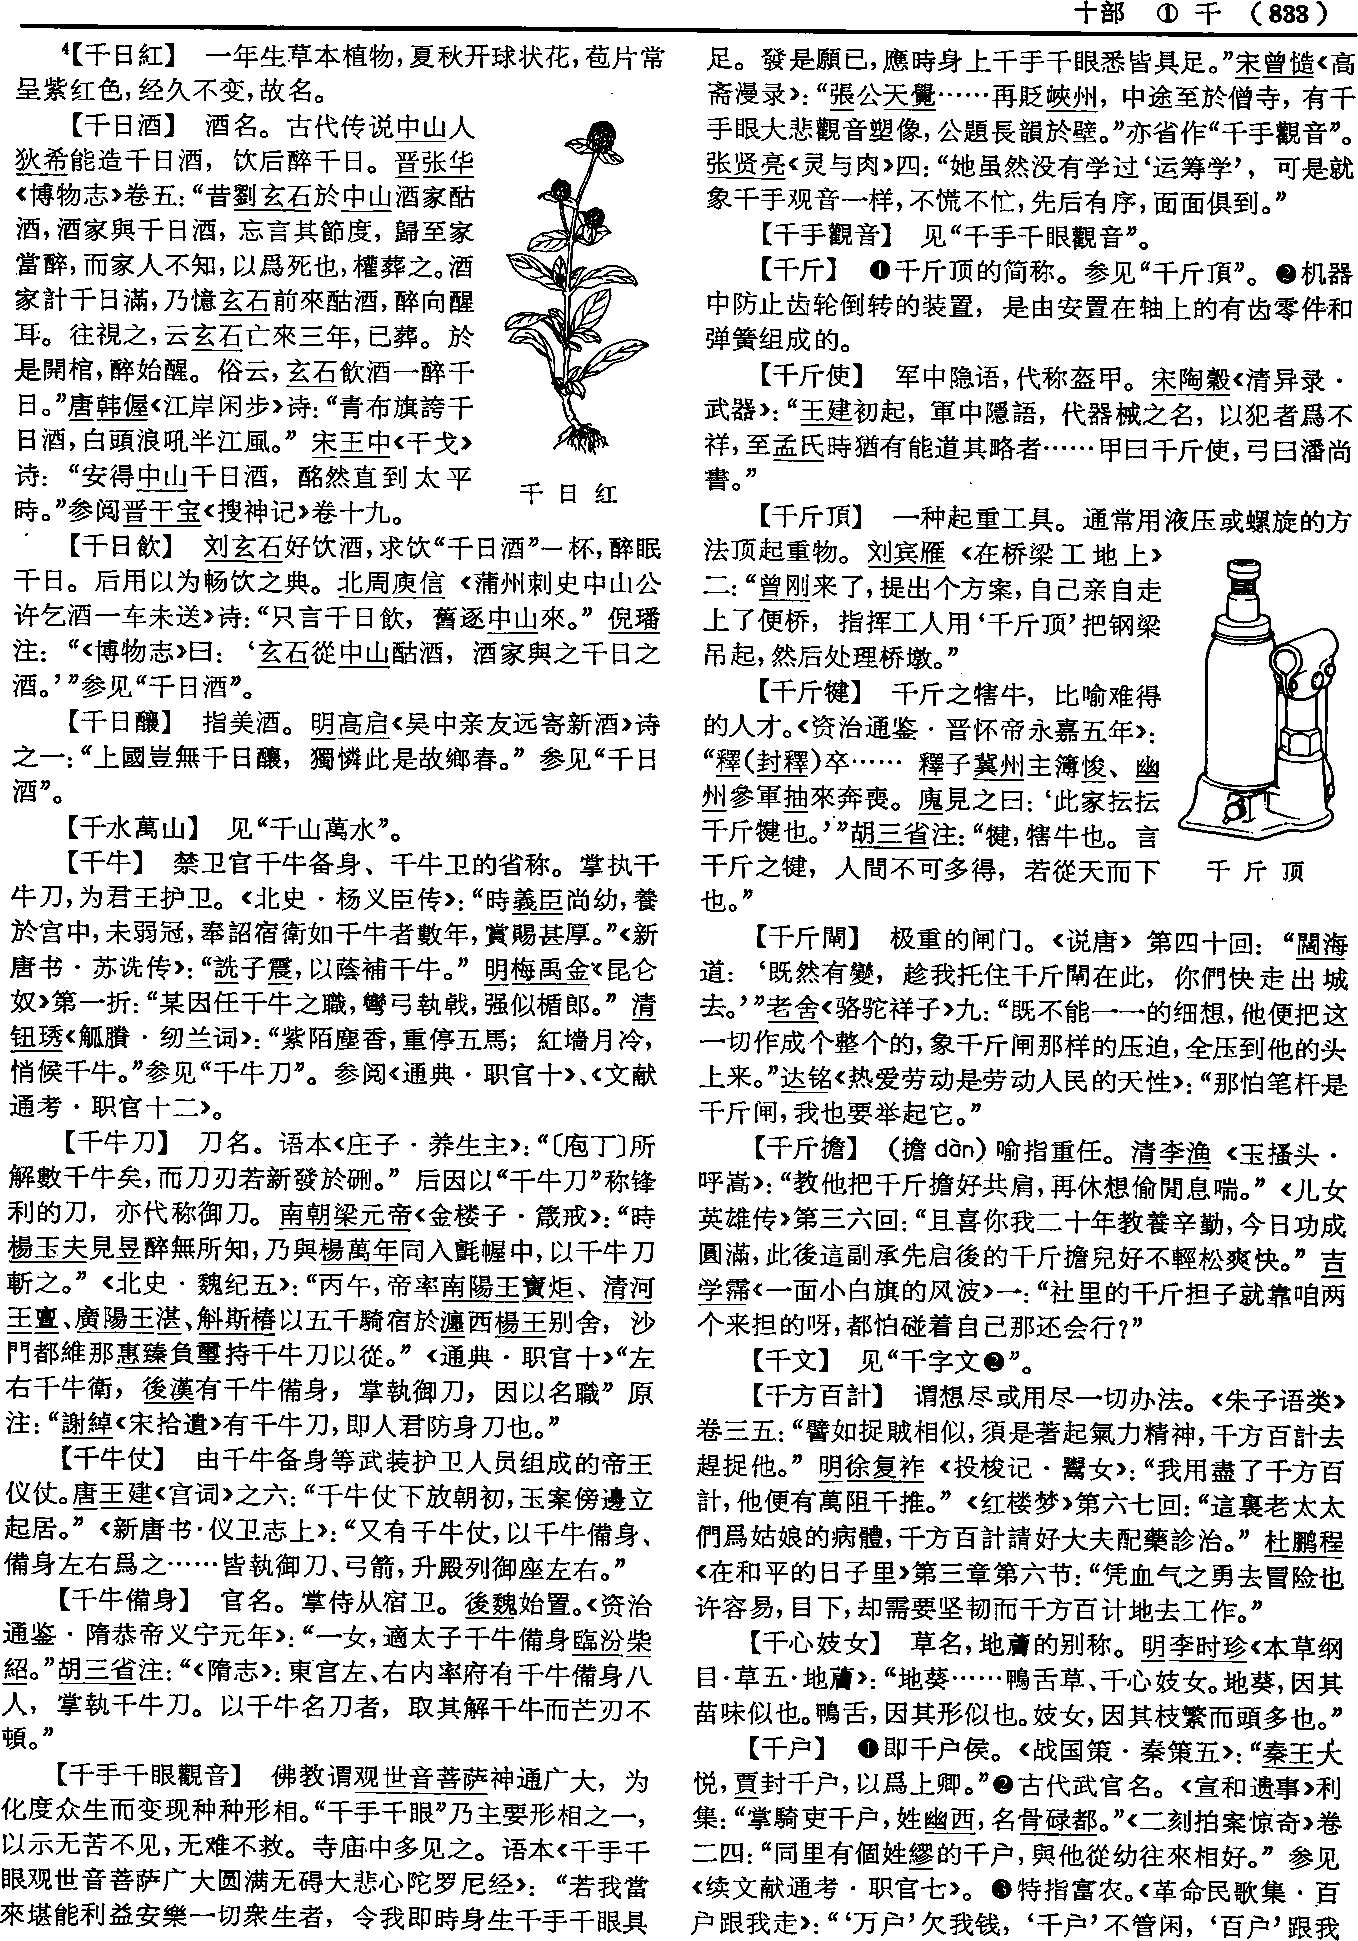 十部 ① 千 （833）
⁴【千日紅】 一年生草本植物，夏秋开球状花，苞片常
呈紫红色，经久不变，故名。
【千日酒】 酒名。古代传说中山人
狄希能造千日酒，饮后醉千日。晋张华
《博物志》卷五：“昔劉玄石於中山酒家酤
酒，酒家與千日酒，忘言其節度，歸至家
當醉，而家人不知，以爲死也，權葬之。酒
家計千日滿，乃憶玄石前來酤酒，醉向醒
耳。往視之，云玄石亡來三年，已葬。於
是開棺，醉始醒。俗云，玄石飲酒一醉千
日。”唐韩偓《江岸闲步》诗：“青布旗誇千
日酒，白頭浪吼半江風。” 宋王中《干戈》
诗：“安得中山千日酒，酩然直到太平
時。”参阅晋干宝《搜神记》卷十九。
千日红
【千日飲】 刘玄石好饮酒，求饮“千日酒”一杯，醉眠
千日。后用以为畅饮之典。北周庾信《蒲州刺史中山公
许乞酒一车未送》诗：“只言千日飲，舊逐中山來。” 倪璠
注：“《博物志》曰：‘玄石從中山酤酒，酒家與之千日之
酒。’”参见“千日酒”。
【千日釀】 指美酒。明高启《吴中亲友远寄新酒》诗
之一：“上國豈無千日釀，獨憐此是故鄉春。” 参见“千日
酒”。
【千水萬山】 见“千山萬水”。
【千牛】 禁卫官千牛备身、千牛卫的省称。掌执千
牛刀，为君王护卫。《北史·杨义臣传》：“時義臣尚幼，養
於宫中，未弱冠，奉詔宿衛如千牛者數年，賞賜甚厚。”《新
唐书·苏诜传》：“詵子震，以蔭補千牛。” 明梅禹金《昆仑
奴》第一折：“某因任千牛之職，彎弓執戟，强似楯郎。” 清
钮琇《觚賸·纫兰词》：“紫陌塵香，重停五馬；紅墻月冷，
悄候千牛。”参见“千牛刀”。参阅《通典·职官十》、《文献
通考·职官十二》。
【千牛刀】 刀名。语本《庄子·养生主》：“〔庖丁〕所
解數千牛矣，而刀刃若新發於硎。” 后因以“千牛刀”称锋
利的刀，亦代称御刀。南朝梁元帝《金楼子·箴戒》：“時
楊玉夫見昱醉無所知，乃與楊萬年同入氈幄中，以千牛刀
斬之。”《北史·魏纪五》：“丙午，帝率南陽王寶炬、清河
王亶、廣陽王湛、斛斯椿以五千騎宿於瀍西楊王别舍，沙
門都維那惠臻負璽持千牛刀以從。”《通典·职官十》“左
右千牛衛，後漢有千牛備身，掌執御刀，因以名職” 原
注：“謝綽《宋拾遺》有千牛刀，即人君防身刀也。”
【千牛仗】 由千牛备身等武装护卫人员组成的帝王
仪仗。唐王建《宫词》之六：“千牛仗下放朝初，玉案傍邊立
起居。”《新唐书·仪卫志上》：“又有千牛仗，以千牛備身、
備身左右爲之……皆執御刀、弓箭，升殿列御座左右。”
【千牛備身】 官名。掌侍从宿卫。後魏始置。《资治
通鉴·隋恭帝义宁元年》：“一女，適太子千牛備身臨汾柴
紹。”胡三省注：“《隋志》：東宫左、右内率府有千牛備身八
人，掌執千牛刀。以千牛名刀者，取其解千牛而芒刃不
頓。”
【千手千眼觀音】 佛教谓观世音菩萨神通广大，为
化度众生而变现种种形相。“千手千眼”乃主要形相之一，
以示无苦不见，无难不救。寺庙中多见之。语本《千手千
眼观世音菩萨广大圆满无碍大悲心陀罗尼经》：“若我當
來堪能利益安樂一切衆生者，令我即時身生千手千眼具
足。發是願已，應時身上千手千眼悉皆具足。”宋曾慥《高
斋漫录》：“張公天覺……再貶峽州，中途至於僧寺，有千
手眼大悲觀音塑像，公題長韻於壁。”亦省作“千手觀音”。
张贤亮《灵与肉》四：“她虽然没有学过‘运筹学’，可是就
象千手观音一样，不慌不忙，先后有序，面面俱到。”
【千手觀音】 见“千手千眼觀音”。
【千斤】 ❶千斤顶的简称。参见“千斤頂”。❷机器
中防止齿轮倒转的装置，是由安置在轴上的有齿零件和
弹簧组成的。
【千斤使】 军中隐语，代称盔甲。宋陶穀《清异录·
武器》：“王建初起，軍中隱語，代器械之名，以犯者爲不
祥，至孟氏時猶有能道其略者……甲曰千斤使，弓曰潘尚
書。”
【千斤頂】 一种起重工具。通常用液压或螺旋的方
法顶起重物。刘宾雁《在桥梁工地上》
二：“曾刚来了，提出个方案，自己亲自走
上了便桥，指挥工人用‘千斤顶’把钢梁
吊起，然后处理桥墩。”
【千斤犍】 千斤之犗牛，比喻难得
的人才。《资治通鉴·晋怀帝永嘉五年》：
“釋（封釋）卒…… 釋子冀州主簿悛、幽
州參軍抽來奔喪。廆見之曰：‘此家抎抎
千斤犍也。’”胡三省注：“犍，犗牛也。言
千斤之犍，人間不可多得，若從天而下
也。”
千斤顶
【千斤閘】 极重的闸门。《说唐》第四十回：“闊海
道：‘既然有變，趁我托住千斤閘在此，你們快走出城
去。’”老舍《骆驼祥子》九：“既不能一一的细想，他便把这
一切作成个整个的，象千斤闸那样的压迫，全压到他的头
上来。”达铭《热爱劳动是劳动人民的天性》：“那怕笔杆是
千斤闸，我也要举起它。”
【千斤擔】 （擔 dàn）喻指重任。清李渔《玉搔头·
呼嵩》：“教他把千斤擔好共肩，再休想偷閒息喘。”《儿女
英雄传》第三六回：“且喜你我二十年教養辛勤，今日功成
圓滿，此後這副承先启後的千斤擔兒好不輕松爽快。” 吉
学霈《一面小白旗的风波》一：“社里的千斤担子就靠咱两
个来担的呀，都怕碰着自己那还会行？”
【千文】 见“千字文❷”。
【千方百計】 谓想尽或用尽一切办法。《朱子语类》
卷三五：“譬如捉賊相似，須是著起氣力精神，千方百計去
趕捉他。” 明徐复祚《投梭记·鬻女》：“我用盡了千方百
計，他便有萬阻千推。”《红楼梦》第六七回：“這裏老太太
們爲姑娘的病體，千方百計請好大夫配藥診治。” 杜鹏程
《在和平的日子里》第三章第六节：“凭血气之勇去冒险也
许容易，目下，却需要坚韧而千方百计地去工作。”
【千心妓女】 草名，地膚的别称。明李时珍《本草纲
目·草五·地膚》：“地葵……鴨舌草、千心妓女。地葵，因其
苗味似也。鴨舌，因其形似也。妓女，因其枝繁而頭多也。”
【千户】 ❶即千户侯。《战国策·秦策五》：“秦王大
悦，賈封千户，以爲上卿。”❷古代武官名。《宣和遗事》利
集：“掌騎吏千户，姓幽西，名骨碌都。”《二刻拍案惊奇》卷
二四：“同里有個姓繆的千户，與他從幼往來相好。” 参见
《续文献通考·职官七》。❸特指富农。《革命民歌集·百
户跟我走》：“‘万户’欠我钱，‘千户’不管闲，‘百户’跟我